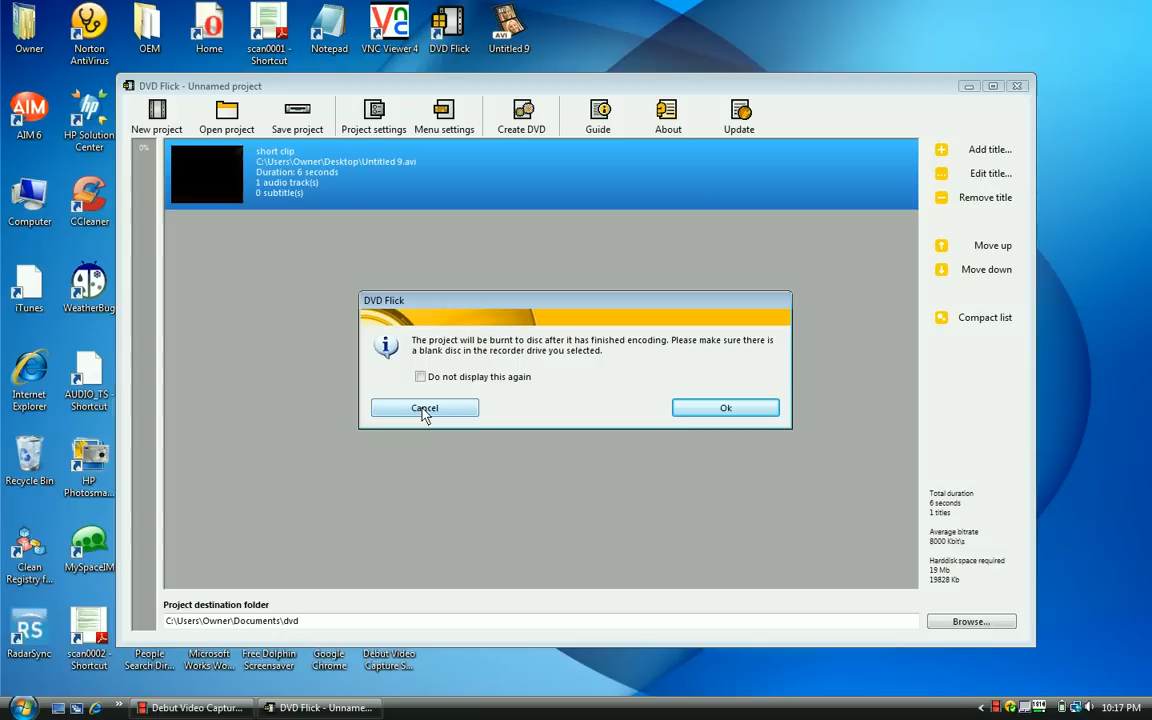 Owner
Norton
AntiVirus
OEM
Home
scan0001 -
Shortcut
Notepad
VNC Viewer 4
DVD Flick
Untitled 9
AVI
DVD Flick - Unnamed project
New project
Open project
Save project
Project settings
Menu settings
Create DVD
Guide
About
Update
0%
short clip
C:\Users\Owner\Desktop\Untitled 9.avi
Duration: 6 seconds
1 audio track(s)
0 subtitle(s)
Add title...
Edit title...
Remove title
Move up
Move down
Compact list
DVD Flick
The project will be burnt to disc after it has finished encoding. Please make sure there is
a blank disc in the recorder drive you selected.
Do not display this again
Cancel
Ok
Total duration
6 seconds
1 titles
Average bitrate
8000 Kbit\s
Harddisk space required
19 Mb
19828 Kb
Project destination folder
C:\Users\Owner\Documents\dvd
Browse...
AIM
AIM 6
HP Solution
Center
Computer
CCleaner
iTunes
WeatherBug
Internet
Explorer
AUDIO_TS -
Shortcut
Recycle Bin
HP
Photosma...
Clean
Registry f...
MySpaceIM
RS
RadarSync
scan0002 -
Shortcut
People
Search Dir...
Microsoft
Works Wo...
Free Dolphin
Screensaver
Google
Chrome
Debut Video
Capture S...
Debut Video Captur...
DVD Flick - Unname...
10:17 PM